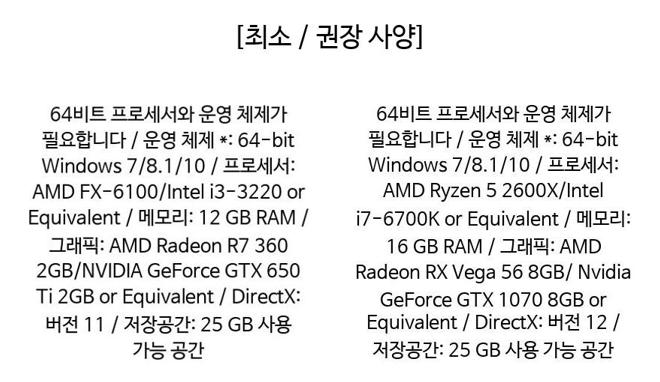 [최소 / 권장 사양]
64비트 프로세서와 운영 체제가
필요합니다 / 운영 체제 *: 64-bit
Windows 7/8.1/10 / 프로세서:
AMD FX-6100/Intel i3-3220 or
Equivalent / 메모리: 12 GB RAM /
그래픽: AMD Radeon R7 360
2GB/NVIDIA GeForce GTX 650
Ti 2GB or Equivalent / DirectX:
버전 11 / 저장공간: 25 GB 사용
가능 공간
64비트 프로세서와 운영 체제가
필요합니다 / 운영 체제 *: 64-bit
Windows 7/8.1/10 / 프로세서:
AMD Ryzen 5 2600X/Intel
i7-6700K or Equivalent / 메모리:
16 GB RAM / 그래픽: AMD
Radeon RX Vega 56 8GB/ Nvidia
GeForce GTX 1070 8GB or
Equivalent / DirectX: 버전 12 /
저장공간: 25 GB 사용 가능 공간